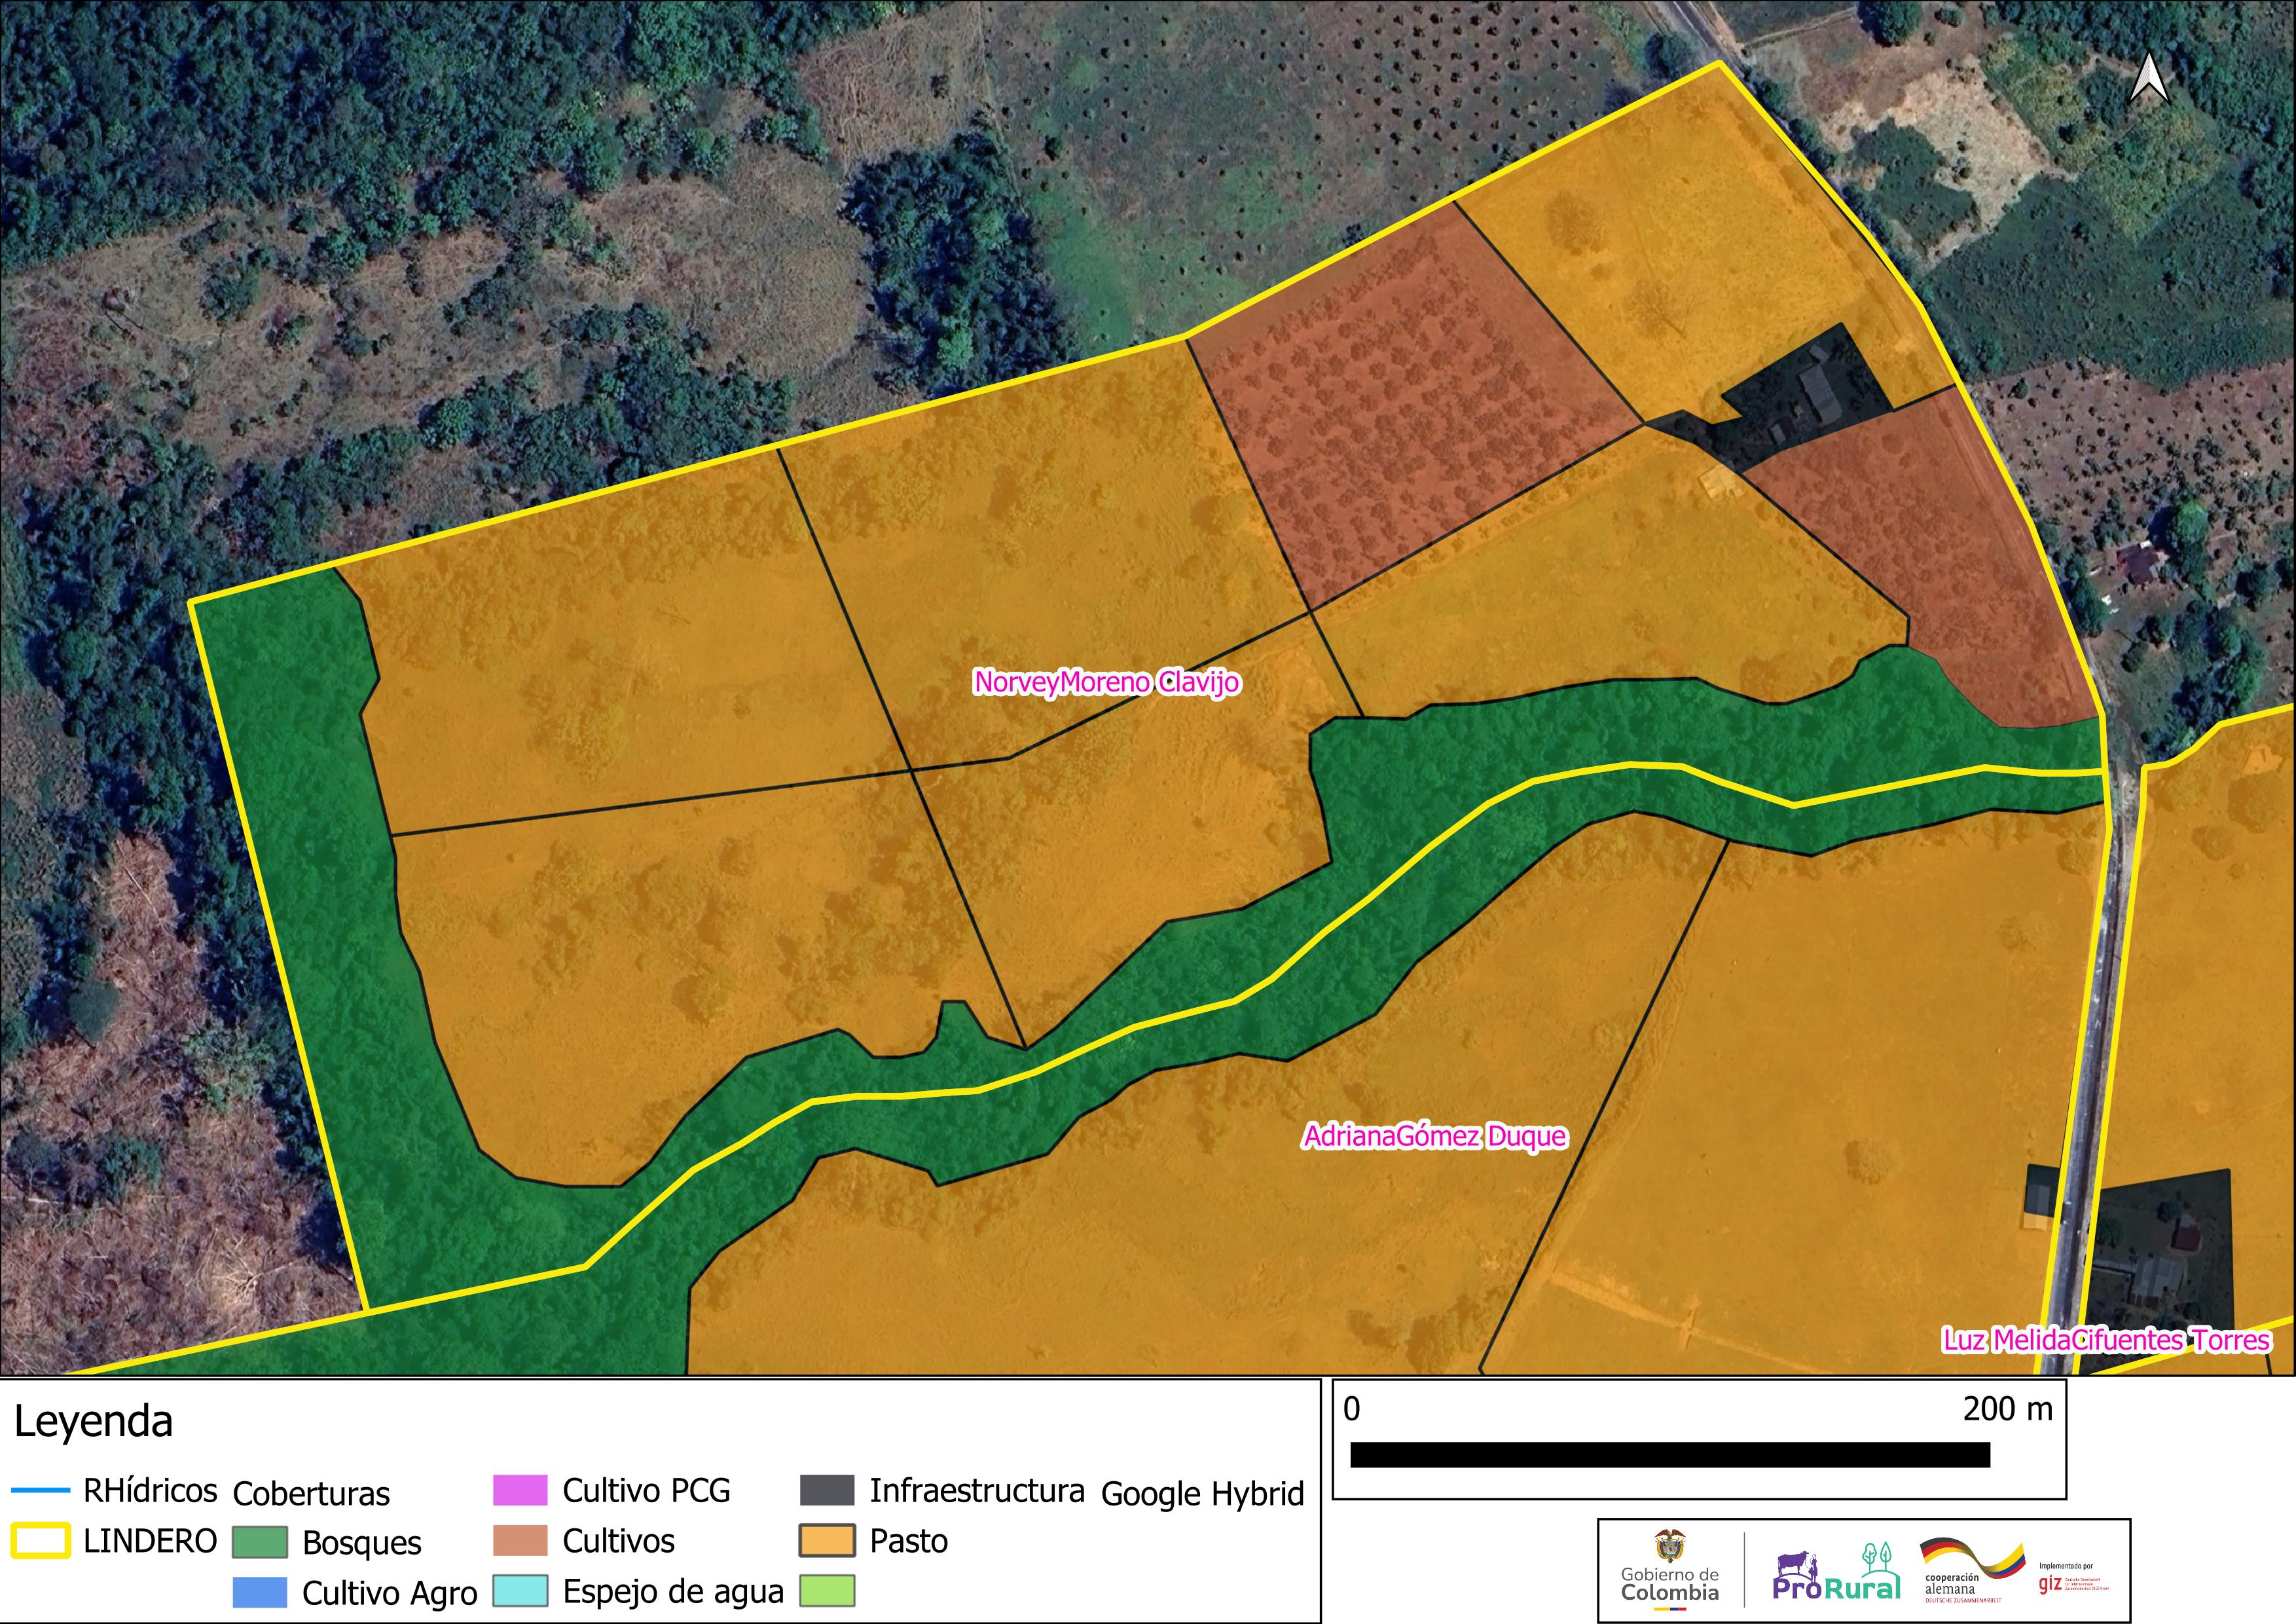 NorveyMoreno Clavijo
AdrianaGómez Duque
Luz MelidaCifuentes Torres
Leyenda
RHídricos
LINDERO
Coberturas
Bosques
Cultivo Agro
Cultivo PCG
Cultivos
Espejo de agua
Infraestructura
Pasto
Google Hybrid
0 200 m
Gobierno de
Colombia
ProRural
cooperación
alemana
DEUTSCHE ZUSAMMENARBEIT
Implementado por
giz